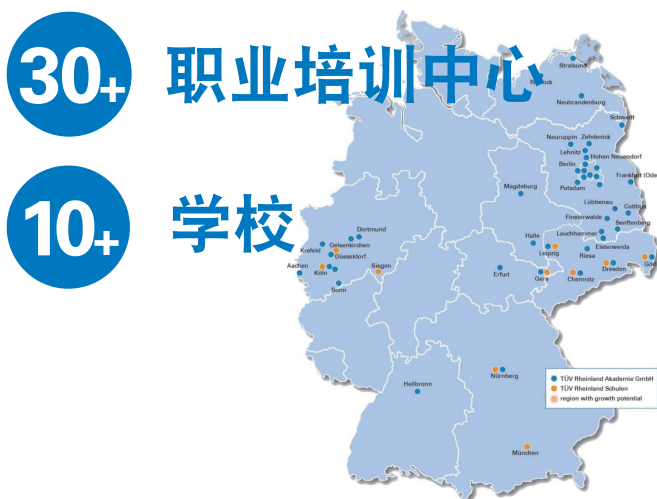 30+
职业培训中心
10+
学校
Stralsund
Neubrandenburg
Schwedt
Neuruppin Zehdenick
Lehnitz
Hohen Neuendorf
Berlin
Frankfurt (Ode
Potsdam
Magdeburg
Lübbenau
Cottbus
Finsterwalde
Senftenberg
Lauchhammer
Elsterwerda
Halle
Leipzig
Riesa
Dresden
Dortmund
Gelsenkirchen
Krefeld
Düsseldorf
Aachen
Köln
Siegen
Bonn
Erfurt
Gera
Chemnitz
Nürnberg
Heilbronn
München
TÜV Rheinland Akademie GmbH
TÜV Rheinland Schulen
region with growth potential